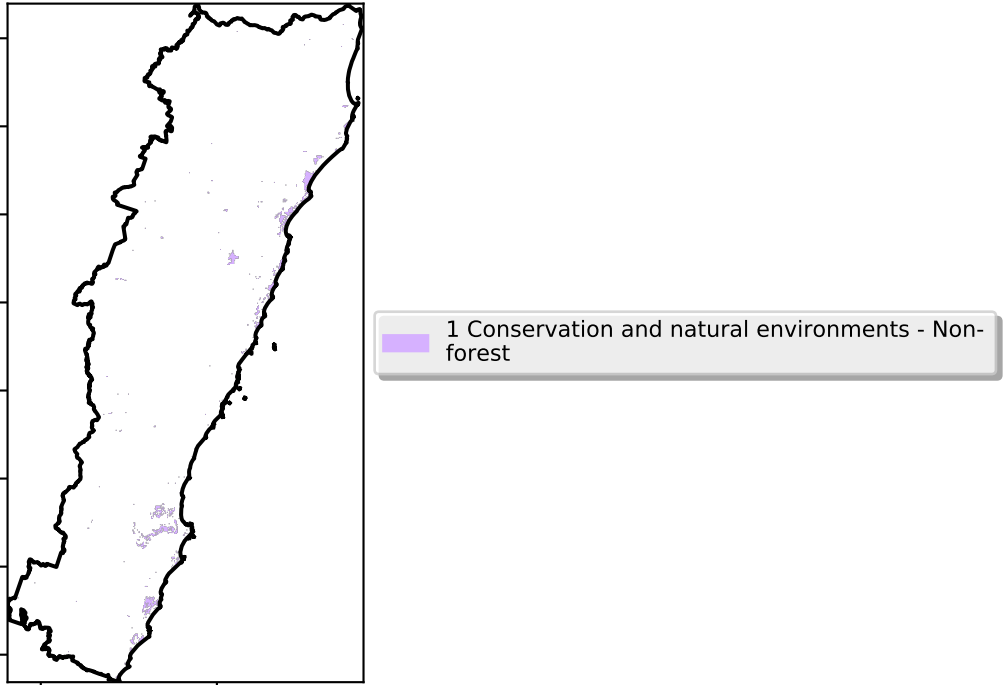 1 Conservation and natural environments - Non-
forest